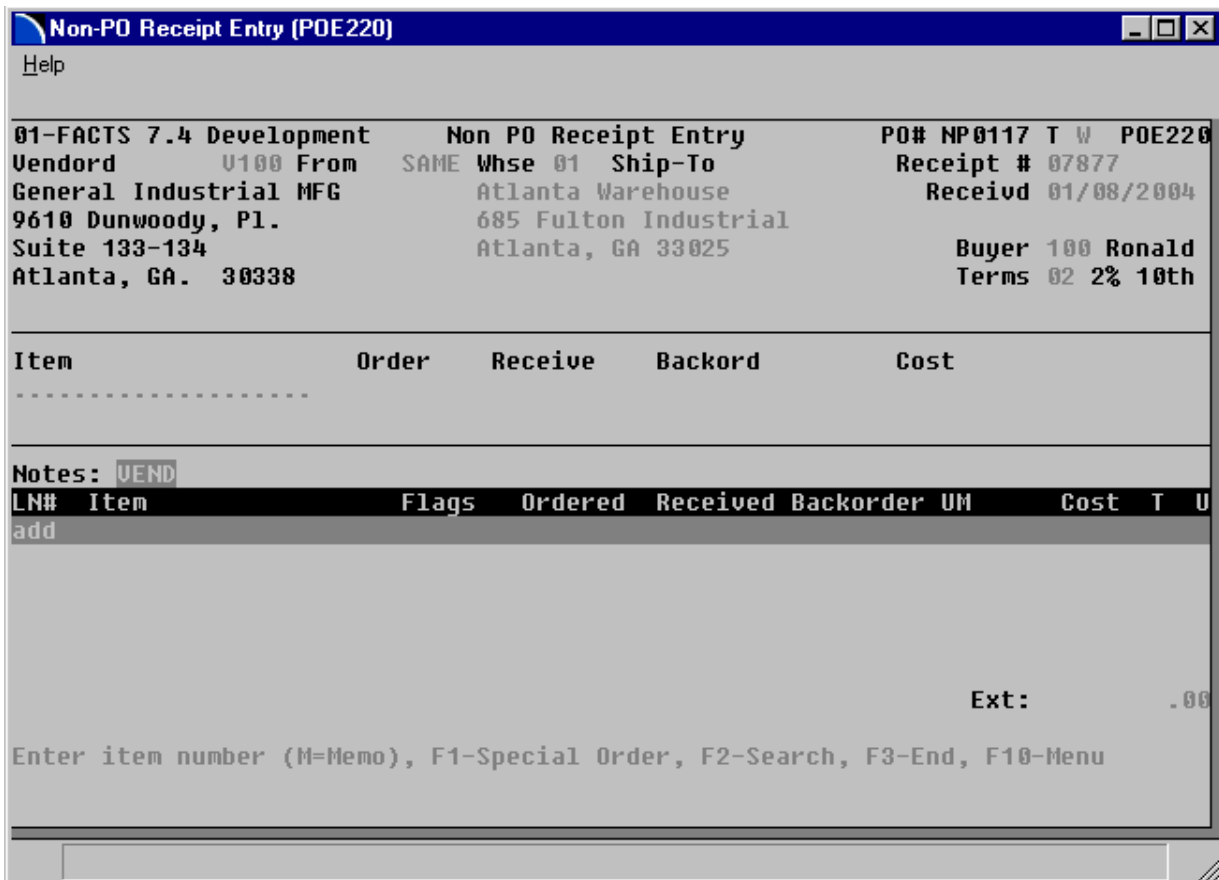 Non-PO Receipt Entry (POE220)
Help
01-FACTS 7.4 Development Non PO Receipt Entry PO# NP0117 T W POE220
Vendord V100 From SAME Whse 01 Ship-To Receipt # 07877
General Industrial MFG Atlanta Warehouse Receivd 01/08/2004
9610 Dunwoody, Pl. 685 Fulton Industrial
Suite 133-134 Atlanta, GA 33025 Buyer 100 Ronald
Atlanta, GA. 30338 Terms 02 2% 10th
Item Order Receive Backord Cost
....................
Notes: VEND
LN# Item Flags Ordered Received Backorder UM Cost T U
add
Ext: .00
Enter item number (M=Memo), F1-Special Order, F2-Search, F3-End, F10-Menu